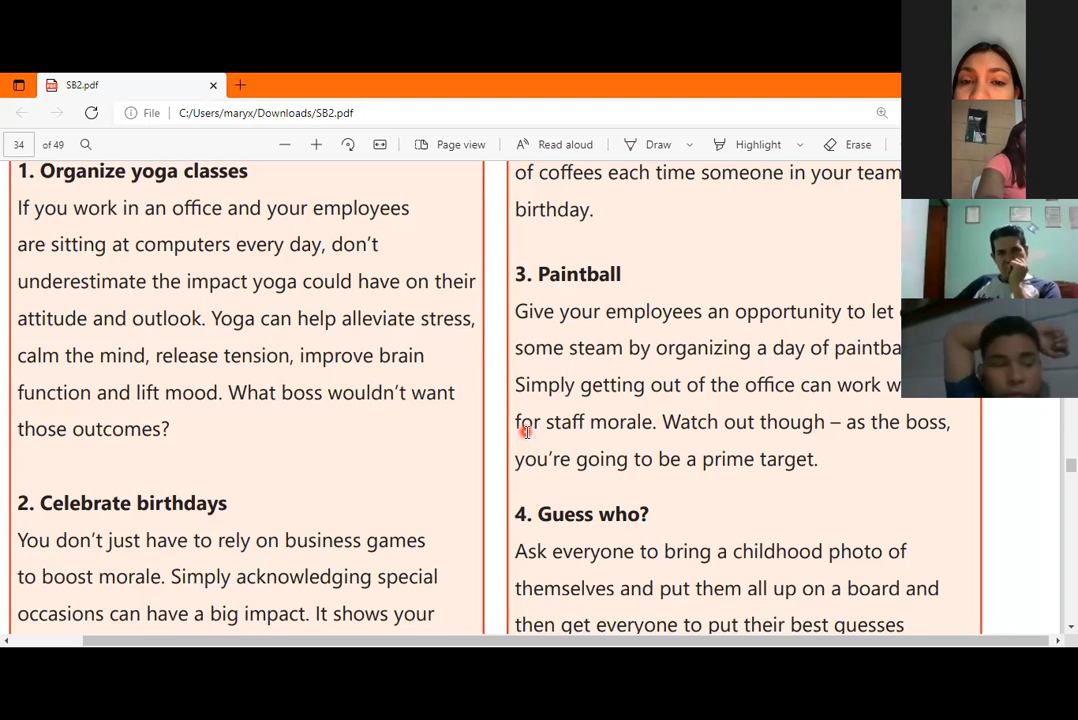 SB2.pdf
File C:/Users/maryx/Downloads/SB2.pdf
34 of 49 Page view Read aloud Draw Highlight Erase
1. Organize yoga classes
If you work in an office and your employees
are sitting at computers every day, don't
underestimate the impact yoga could have on their
attitude and outlook. Yoga can help alleviate stress,
calm the mind, release tension, improve brain
function and lift mood. What boss wouldn't want
those outcomes?
2. Celebrate birthdays
You don't just have to rely on business games
to boost morale. Simply acknowledging special
occasions can have a big impact. It shows your
of coffees each time someone in your team
birthday.
3. Paintball
Give your employees an opportunity to let
some steam by organizing a day of
Simply getting out of the office can work
for staff morale. Watch out though – as the boss,
you're going to be a prime target.
4. Guess who?
Ask everyone to bring a childhood photo of
themselves and put them all up on a board and
then get everyone to put their best guesses